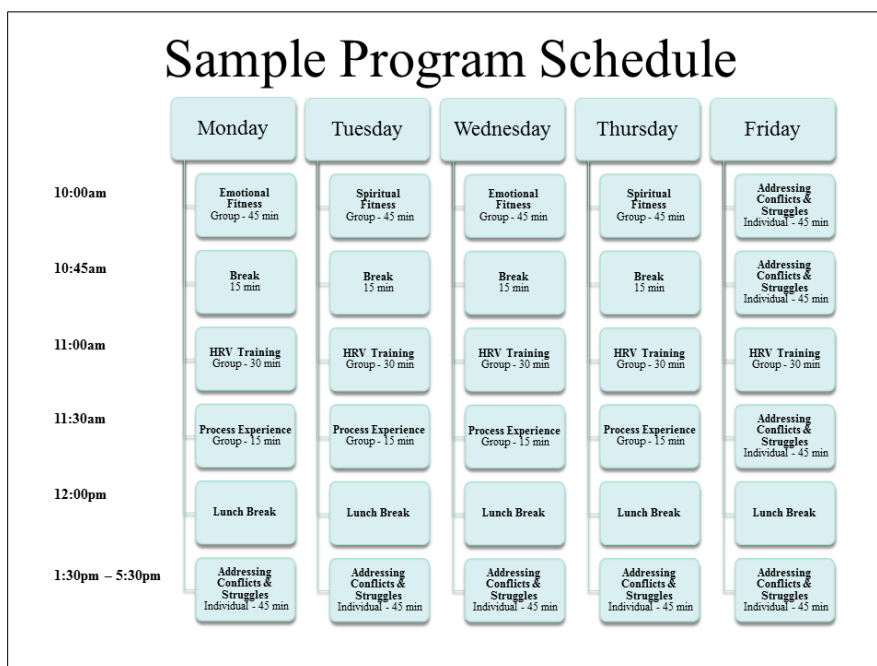 Sample Program Schedule
Monday Tuesday Wednesday Thursday Friday
10:00am
Emotional
Fitness
Group - 45 min
Spiritual
Fitness
Group - 45 min
Emotional
Fitness
Group - 45 min
Spiritual
Fitness
Group - 45 min
Addressing
Conflicts &
Struggles
Individual - 45 min
10:45am
Break
15 min
Break
15 min
Break
15 min
Break
15 min
Addressing
Conflicts &
Struggles
Individual - 45 min
11:00am
HRV Training
Group - 30 min
HRV Training
Group - 30 min
HRV Training
Group - 30 min
HRV Training
Group - 30 min
HRV Training
Group - 30 min
11:30am
Process Experience
Group - 15 min
Process Experience
Group - 15 min
Process Experience
Group - 15 min
Process Experience
Group - 15 min
Addressing
Conflicts &
Struggles
Individual - 45 min
12:00pm
Lunch Break
Lunch Break
Lunch Break
Lunch Break
Lunch Break
1:30pm – 5:30pm
Addressing
Conflicts &
Struggles
Individual - 45 min
Addressing
Conflicts &
Struggles
Individual - 45 min
Addressing
Conflicts &
Struggles
Individual - 45 min
Addressing
Conflicts &
Struggles
Individual - 45 min
Addressing
Conflicts &
Struggles
Individual - 45 min